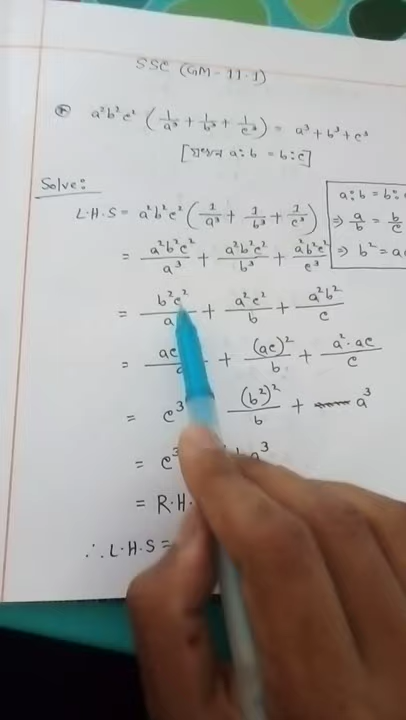 SSC (GM-11.1)
* a²b²c² (1/a³ + 1/b³ + 1/c³) = a³ + b³ + c³
[যখন a:b = b:c]
Solve:
L.H.S = a²b²c² (1/a³ + 1/b³ + 1/c³)
= a²b²c²/a³ + a²b²c²/b³ + a²b²c²/c³
= b²c²/a + a²c²/b + a²b²/c
= ac + (ac)²/b + a²·ac/c
= c³ (b²)²/b + a³
= c³ a³
= R.H.
∴ L.H.S =
a:b = b:
⇒ a/b = b/c
⇒ b² = a